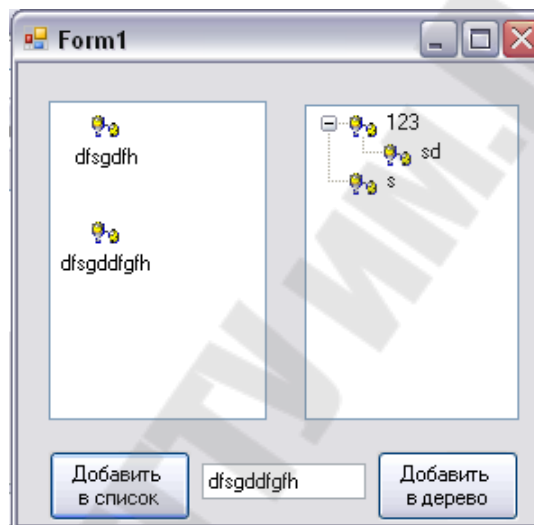 Form1
dfsgdfh
dfsgddfgfh
123
sd
s
Добавить
в список
dfsgddfgfh
Добавить
в дерево